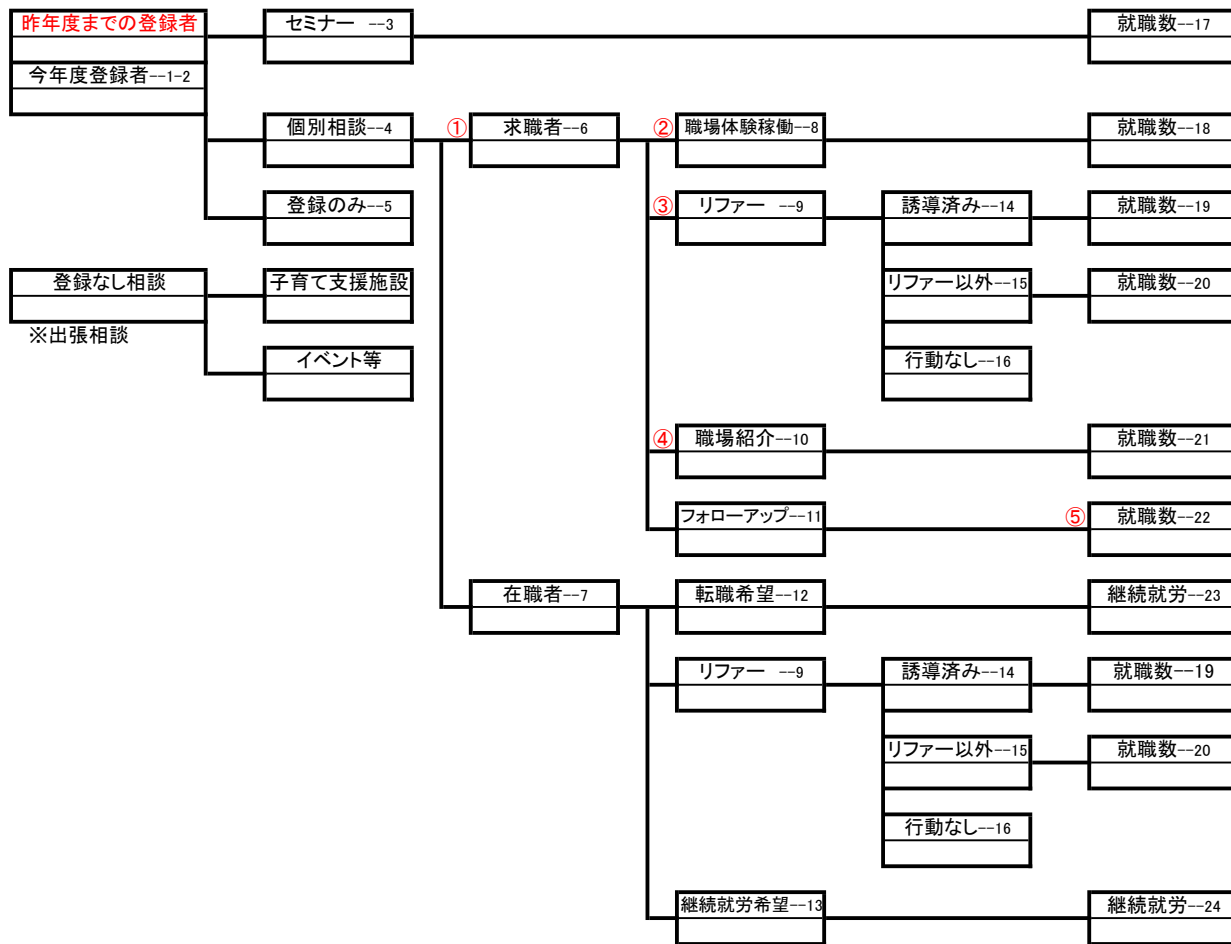 昨年度までの登録者
セミナー --3
就職数--17
今年度登録者--1-2
個別相談--4
①
求職者--6
②
職場体験稼働--8
就職数--18
登録のみ--5
③
リファー --9
誘導済み--14
就職数--19
登録なし相談
子育て支援施設
リファー以外--15
就職数--20
※出張相談
イベント等
行動なし--16
④
職場紹介--10
就職数--21
フォローアップ--11
⑤
就職数--22
在職者--7
転職希望--12
継続就労--23
リファー --9
誘導済み--14
就職数--19
リファー以外--15
就職数--20
行動なし--16
継続就労希望--13
継続就労--24